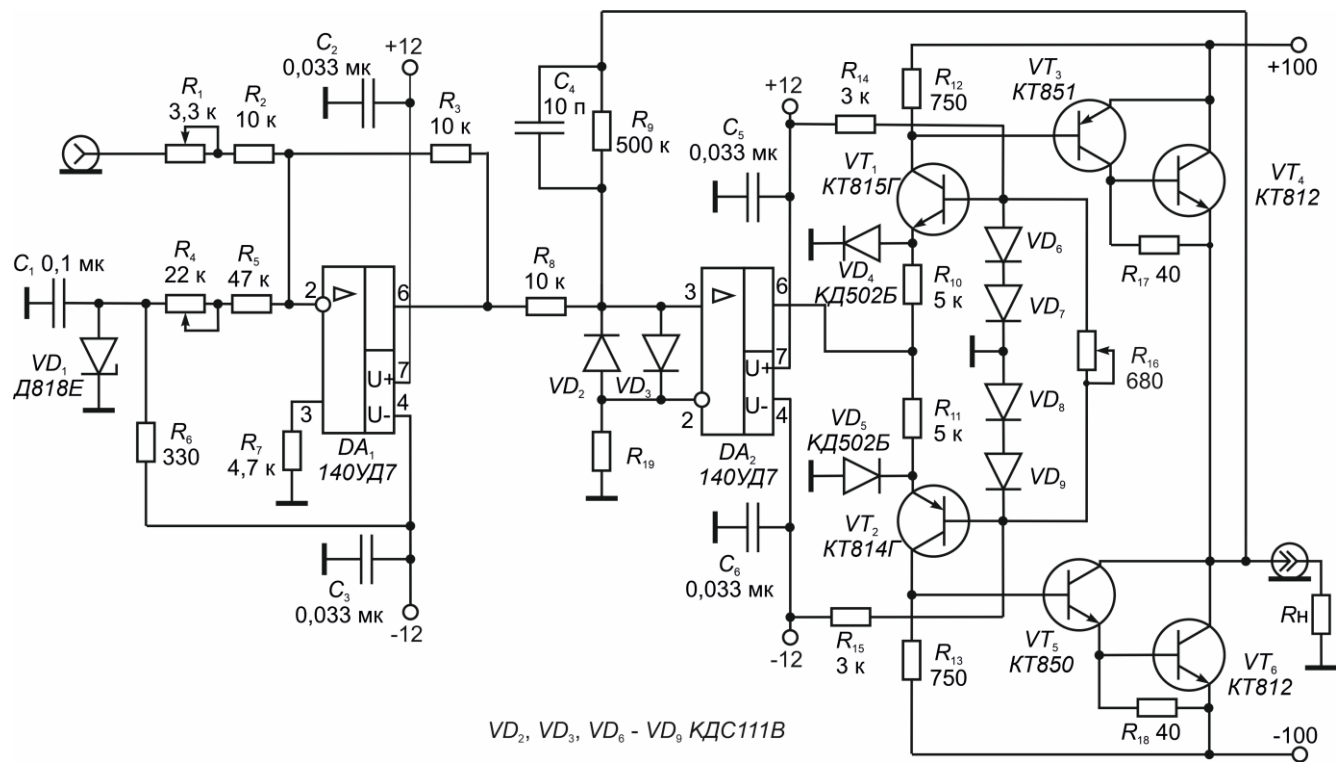 C₂
0,033 мк
+12
R₁
3,3 к
R₂
10 к
R₃
10 к
C₁ 0,1 мк
R₄
22 к
R₅
47 к
VD₁
Д818Е
R₆
330
R₇
4,7 к
2
3
6
7
4
U+
U-
DA₁
140УД7
C₃
0,033 мк
-12
C₄
10 п
R₉
500 к
R₈
10 к
VD₂
VD₃
R₁₉
3
2
6
7
4
U+
U-
DA₂
140УД7
+12
C₅
0,033 мк
C₆
0,033 мк
-12
R₁₄
3 к
R₁₂
750
VT₁
КТ815Г
VD₄
КД502Б
R₁₀
5 к
R₁₁
5 к
VD₅
КД502Б
VT₂
КТ814Г
R₁₅
3 к
R₁₃
750
VD₆
VD₇
VD₈
VD₉
R₁₆
680
VT₃
КТ851
VT₄
КТ812
R₁₇ 40
+100
VT₅
КТ850
VT₆
КТ812
R₁₈ 40
Rн
-100
VD₂, VD₃, VD₆ - VD₉ КДС111В